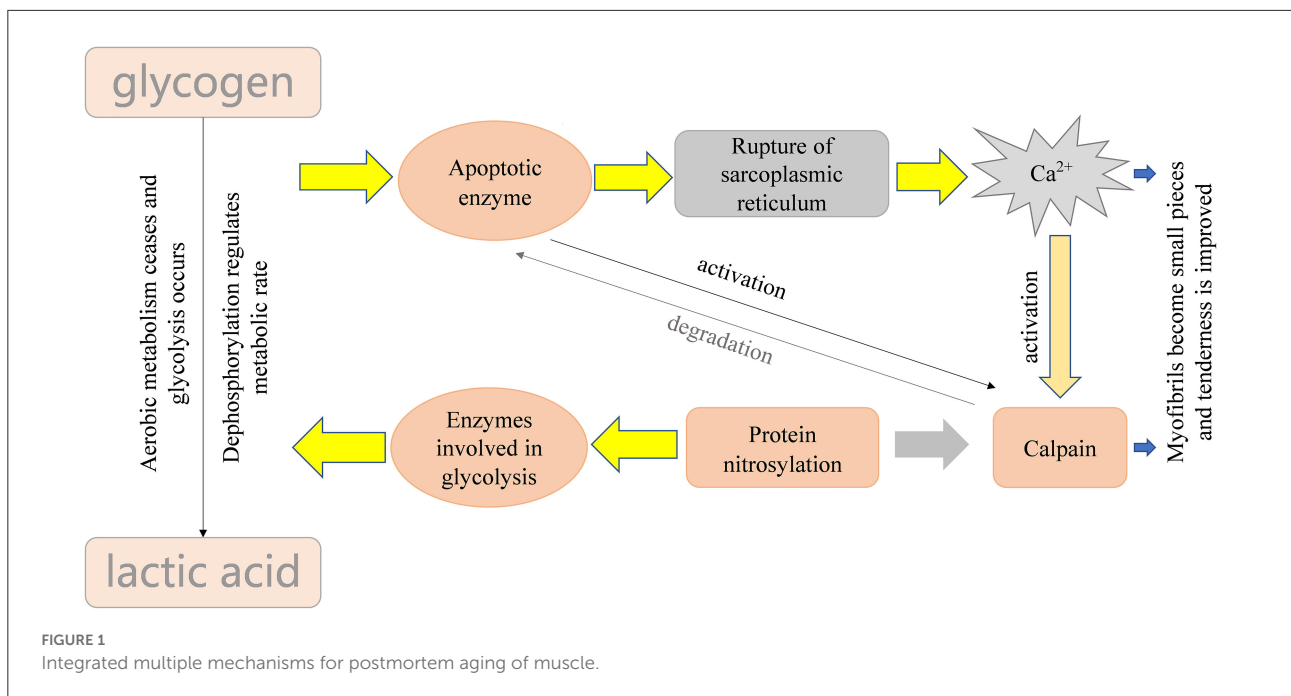 glycogen
Aerobic metabolism ceases and
glycolysis occurs
Dephosphorylation regulates
metabolic rate
lactic acid
Apoptotic
enzyme
Rupture of
sarcoplasmic
reticulum
Ca²⁺
activation
degradation
activation
Enzymes
involved in
glycolysis
Protein
nitrosylation
Calpain
Myofibrils become small pieces
and tenderness is improved
FIGURE 1
Integrated multiple mechanisms for postmortem aging of muscle.